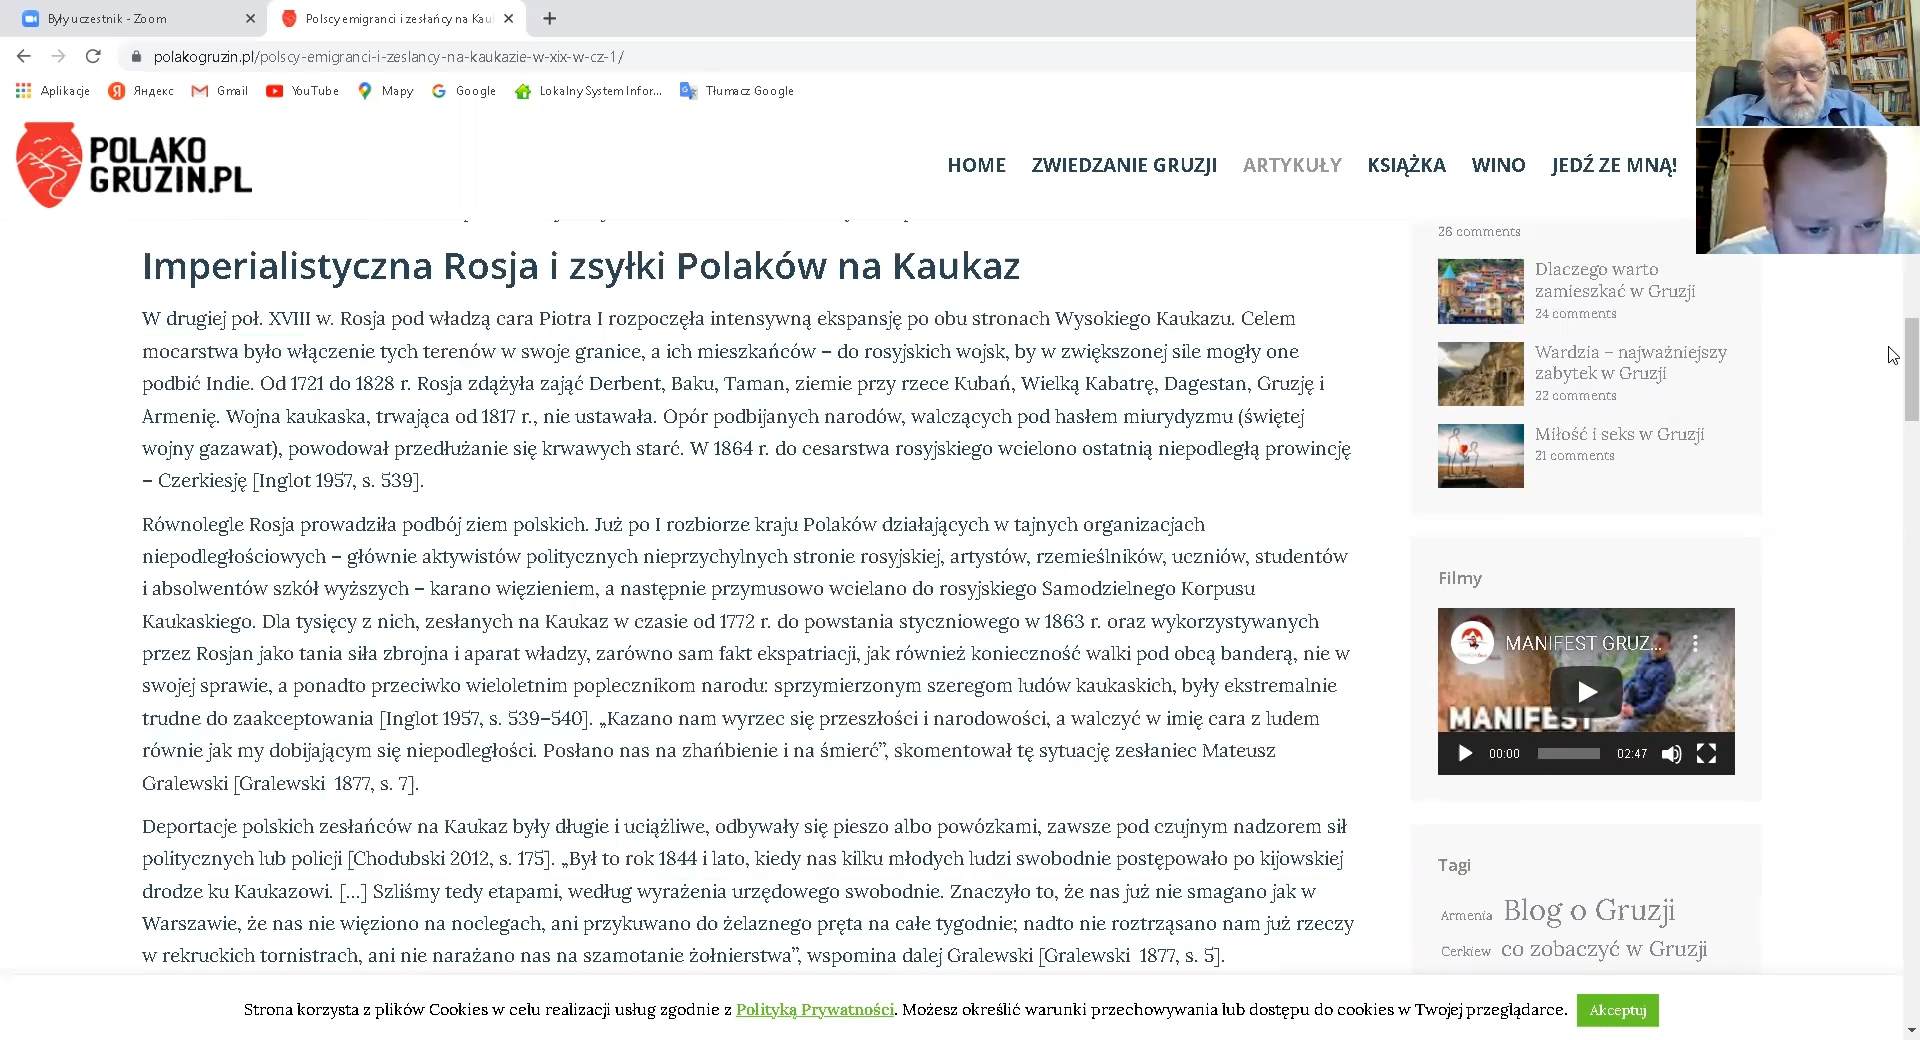 Były uczestnik - Zoom
Polscy emigranci i zesłańcy na Kau
polakogruzin.pl/polscy-emigranci-i-zeslancy-na-kaukazie-w-xix-w-cz-1/
Aplikacje Яндекс Gmail YouTube Mapy Google Lokalny System Infor... Tłumacz Google
POLAKO
GRUZIN.PL
HOME ZWIEDZANIE GRUZJI ARTYKUŁY KSIĄŻKA WINO JEDŹ ZE MNĄ!
Imperialistyczna Rosja i zsyłki Polaków na Kaukaz
W drugiej poł. XVIII w. Rosja pod władzą cara Piotra I rozpoczęła intensywną ekspansję po obu stronach Wysokiego Kaukazu. Celem
mocarstwa było włączenie tych terenów w swoje granice, a ich mieszkańców – do rosyjskich wojsk, by w zwiększonej sile mogły one
podbić Indie. Od 1721 do 1828 r. Rosja zdążyła zająć Derbent, Baku, Taman, ziemie przy rzece Kubań, Wielką Kabatrę, Dagestan, Gruzję i
Armenię. Wojna kaukaska, trwająca od 1817 r., nie ustawała. Opór podbijanych narodów, walczących pod hasłem miurydyzmu (świętej
wojny gazawat), powodował przedłużanie się krwawych starć. W 1864 r. do cesarstwa rosyjskiego wcielono ostatnią niepodległą prowincję
– Czerkiesję [Inglot 1957, s. 539].
Równolegle Rosja prowadziła podbój ziem polskich. Już po I rozbiorze kraju Polaków działających w tajnych organizacjach
niepodległościowych – głównie aktywistów politycznych nieprzychylnych stronie rosyjskiej, artystów, rzemieślników, uczniów, studentów
i absolwentów szkół wyższych – karano więzieniem, a następnie przymusowo wcielano do rosyjskiego Samodzielnego Korpusu
Kaukaskiego. Dla tysięcy z nich, zesłanych na Kaukaz w czasie od 1772 r. do powstania styczniowego w 1863 r. oraz wykorzystywanych
przez Rosjan jako tania siła zbrojna i aparat władzy, zarówno sam fakt ekspatriacji, jak również konieczność walki pod obcą banderą, nie w
swojej sprawie, a ponadto przeciwko wieloletnim poplecznikom narodu: sprzymierzonym szeregom ludów kaukaskich, były ekstremalnie
trudne do zaakceptowania [Inglot 1957, s. 539–540]. „Kazano nam wyrzec się przeszłości i narodowości, a walczyć w imię cara z ludem
równie jak my dobijającym się niepodległości. Posłano nas na zhańbienie i na śmierć”, skomentował tę sytuację zesłaniec Mateusz
Gralewski [Gralewski 1877, s. 7].
Deportacje polskich zesłańców na Kaukaz były długie i uciążliwe, odbywały się pieszo albo powózkami, zawsze pod czujnym nadzorem sił
politycznych lub policji [Chodubski 2012, s. 175]. „Był to rok 1844 i lato, kiedy nas kilku młodych ludzi swobodnie postępowało po kijowskiej
drodze ku Kaukazowi. [...] Szliśmy tedy etapami, według wyrażenia urzędowego swobodnie. Znaczyło to, że nas już nie smagano jak w
Warszawie, że nas nie więziono na noclegach, ani przykuwano do żelaznego pręta na całe tygodnie; nadto nie roztrząsano nam już rzeczy
w rekruckich tornistrach, ani nie narażano nas na szamotanie żołnierstwa”, wspomina dalej Gralewski [Gralewski 1877, s. 5].
26 comments
Dlaczego warto
zamieszkać w Gruzji
24 comments
Wardzia – najważniejszy
zabytek w Gruzji
22 comments
Miłość i seks w Gruzji
21 comments
Filmy
MANIFEST GRUZ...
MANIFEST
00:00 02:47
Tagi
Armenia Blog o Gruzji
Cerkiew co zobaczyć w Gruzji
Strona korzysta z plików Cookies w celu realizacji usług zgodnie z Polityką Prywatności. Możesz określić warunki przechowywania lub dostępu do cookies w Twojej przeglądarce. Akceptuj